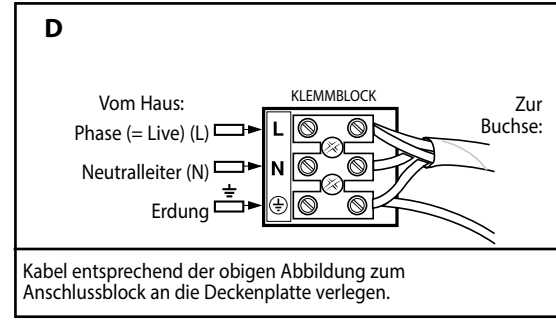 D
KLEMMBLOCK
Vom Haus:
Phase (= Live) (L)
Neutralleiter (N)
Erdung
L
N
Zur
Buchse:
Kabel entsprechend der obigen Abbildung zum
Anschlussblock an die Deckenplatte verlegen.